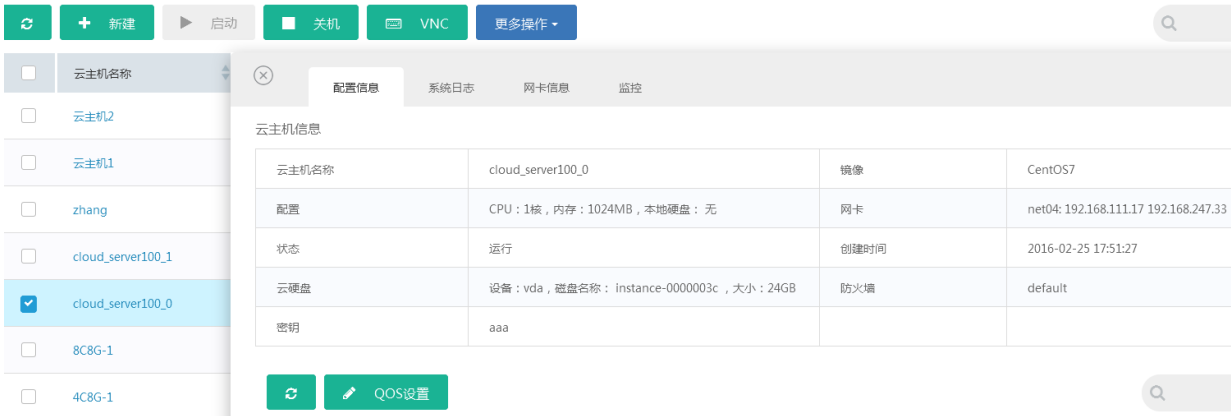 新建 启动 关机 VNC 更多操作
云主机名称
云主机2
云主机1
zhang
cloud_server100_1
cloud_server100_0
8C8G-1
4C8G-1
配置信息 系统日志 网卡信息 监控
云主机信息
云主机名称 cloud_server100_0 镜像 CentOS7
配置 CPU：1核，内存：1024MB，本地硬盘： 无 网卡 net04: 192.168.111.17 192.168.247.33
状态 运行 创建时间 2016-02-25 17:51:27
云硬盘 设备：vda，磁盘名称： instance-0000003c ，大小：24GB 防火墙 default
密钥 aaa
QOS设置